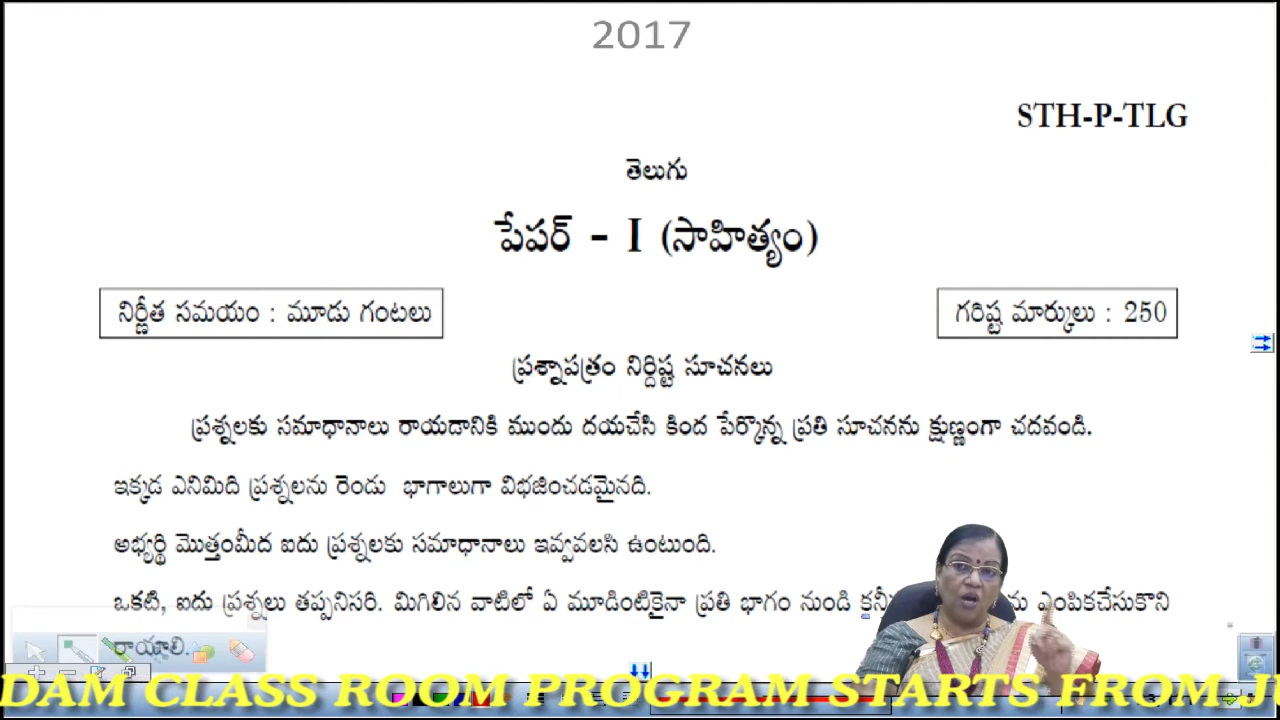 2017
STH-P-TLG
తెలుగు
పేపర్ – I (సాహిత్యం)
నిర్ణీత సమయం : మూడు గంటలు
గరిష్ట మార్కులు : 250
ప్రశ్నాపత్రం నిర్దిష్ట సూచనలు
ప్రశ్నలకు సమాధానాలు రాయడానికి ముందు దయచేసి కింద పేర్కొన్న ప్రతి సూచనను క్షుణ్ణంగా చదవండి.
ఇక్కడ ఎనిమిది ప్రశ్నలను రెండు భాగాలుగా విభజించడమైనది.
అభ్యర్థి మొత్తంమీద ఐదు ప్రశ్నలకు సమాధానాలు ఇవ్వవలసి ఉంటుంది.
ఒకటి, ఐదు ప్రశ్నలు తప్పనిసరి. మిగిలిన వాటిలో ఏ మూడింటికైనా ప్రతి భాగం నుండి ఎంపికచేసుకొని
రాయాలి.
DAM CLASS ROOM PROGRAM STARTS FROM J